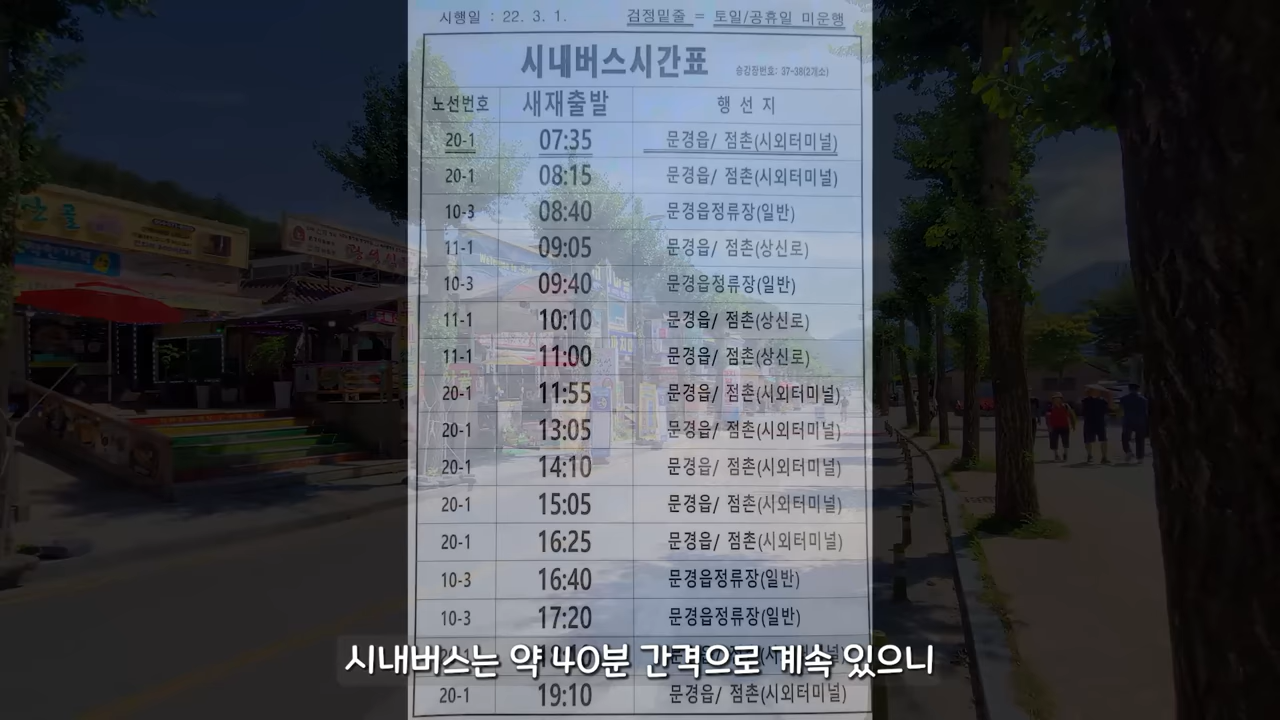 시행일 : 22. 3. 1. 검정밑줄 = 토일/공휴일 미운행
시내버스시간표 승강장번호: 37-38(2개소)
노선번호 새재출발 행 선 지
20-1 07:35 문경읍/ 점촌(시외터미널)
20-1 08:15 문경읍/ 점촌(시외터미널)
10-3 08:40 문경읍정류장(일반)
11-1 09:05 문경읍/ 점촌(상신로)
10-3 09:40 문경읍정류장(일반)
11-1 10:10 문경읍/ 점촌(상신로)
11-1 11:00 문경읍/ 점촌(상신로)
20-1 11:55 문경읍/ 점촌(시외터미널)
20-1 13:05 문경읍/ 점촌(시외터미널)
20-1 14:10 문경읍/ 점촌(시외터미널)
20-1 15:05 문경읍/ 점촌(시외터미널)
20-1 16:25 문경읍/ 점촌(시외터미널)
10-3 16:40 문경읍정류장(일반)
10-3 17:20 문경읍정류장(일반)
시내버스는 약 40분 간격으로 계속 있으니
20-1 19:10 문경읍/ 점촌(시외터미널)